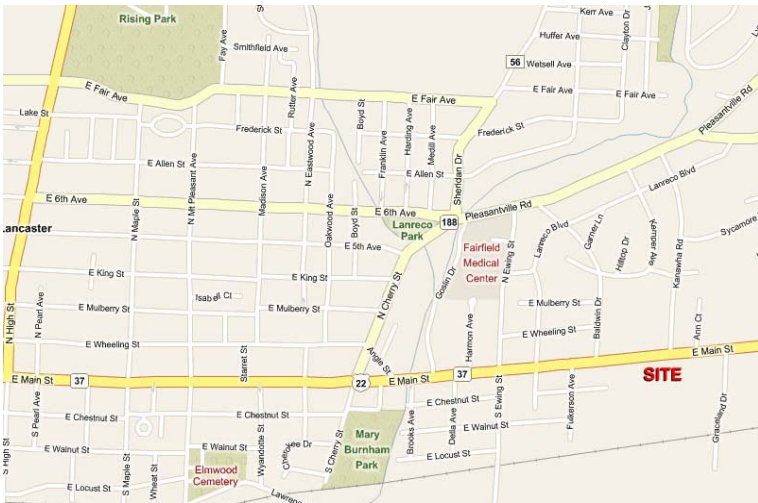 Rising Park
Fay Ave
Smithfield Ave
Rutter Ave
Kerr Ave
Huffer Ave
Clayton Dr
56
Wetsell Ave
E Fair Ave
E Fair Ave
E Fair Ave
E Fair Ave
Pleasantville Rd
Lake St
Frederick St
N Eastwood Ave
Boyd St
Franklin Ave
Harding Ave
Medill Ave
Frederick St
E Allen St
E Allen St
Sheridan Dr
Madison Ave
N Mt Pleasant Ave
N Maple St
Oakwood Ave
Boyd St
Lanreco Blvd
E 6th Ave
E 6th Ave
188
Pleasantville Rd
Lanreco
Park
Lanreco Blvd
Garner Ln
Hilltop Dr
Kemper Ave
Kanawha Rd
Sycamore
Lancaster
E 5th Ave
Fairfield
Medical
Center
N Ewing St
Goslin Dr
E King St
E King St
N Cherry St
Isabell Ct
N High St
N Pearl Ave
E Mulberry St
E Mulberry St
E Mulberry St
Baldwin Dr
E Wheeling St
E Wheeling St
Harmon Ave
Ann Ct
Starret St
Angle St
E Main St
E Main St
37
22
E Main St
37
SITE
S Pearl Ave
E Chestnut St
E Chestnut St
E Chestnut St
S Ewing St
Fulkerson Ave
Graceland Dr
Mary
Burnham
Park
Brooks Ave
Della Ave
E Walnut St
E Walnut St
E Walnut St
Wyandotte St
Lee Dr
S Cherry St
S High St
S Maple St
Wheat St
Elmwood
Cemetery
E Locust St
E Locust St